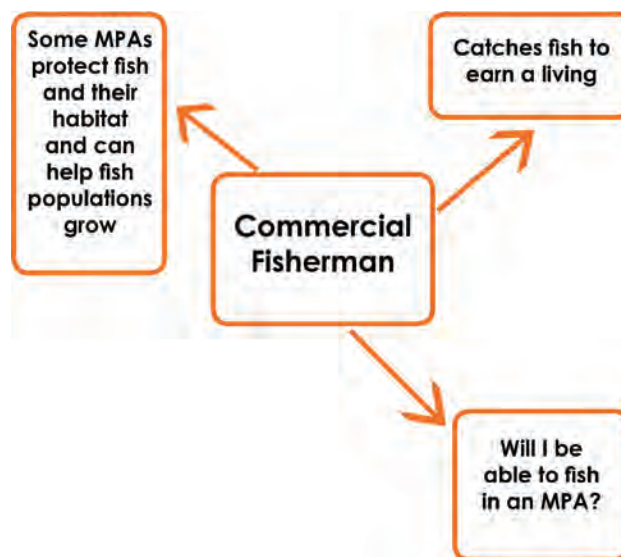 Some MPAs
protect fish
and their
habitat
and can
help fish
populations
grow
Catches fish to
earn a living
Commercial
Fisherman
Will I be
able to fish
in an MPA?